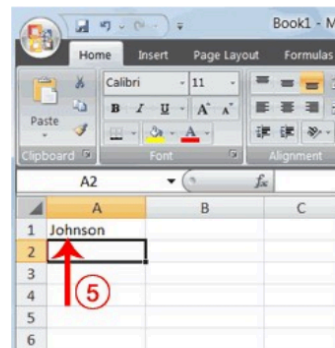 Book1 - M
Home Insert Page Layout Formulas
Calibri 11
B I U A A
Paste A
Clipboard Font Alignment
A2 fx
A B C
1 Johnson
2
3
4 5
5
6